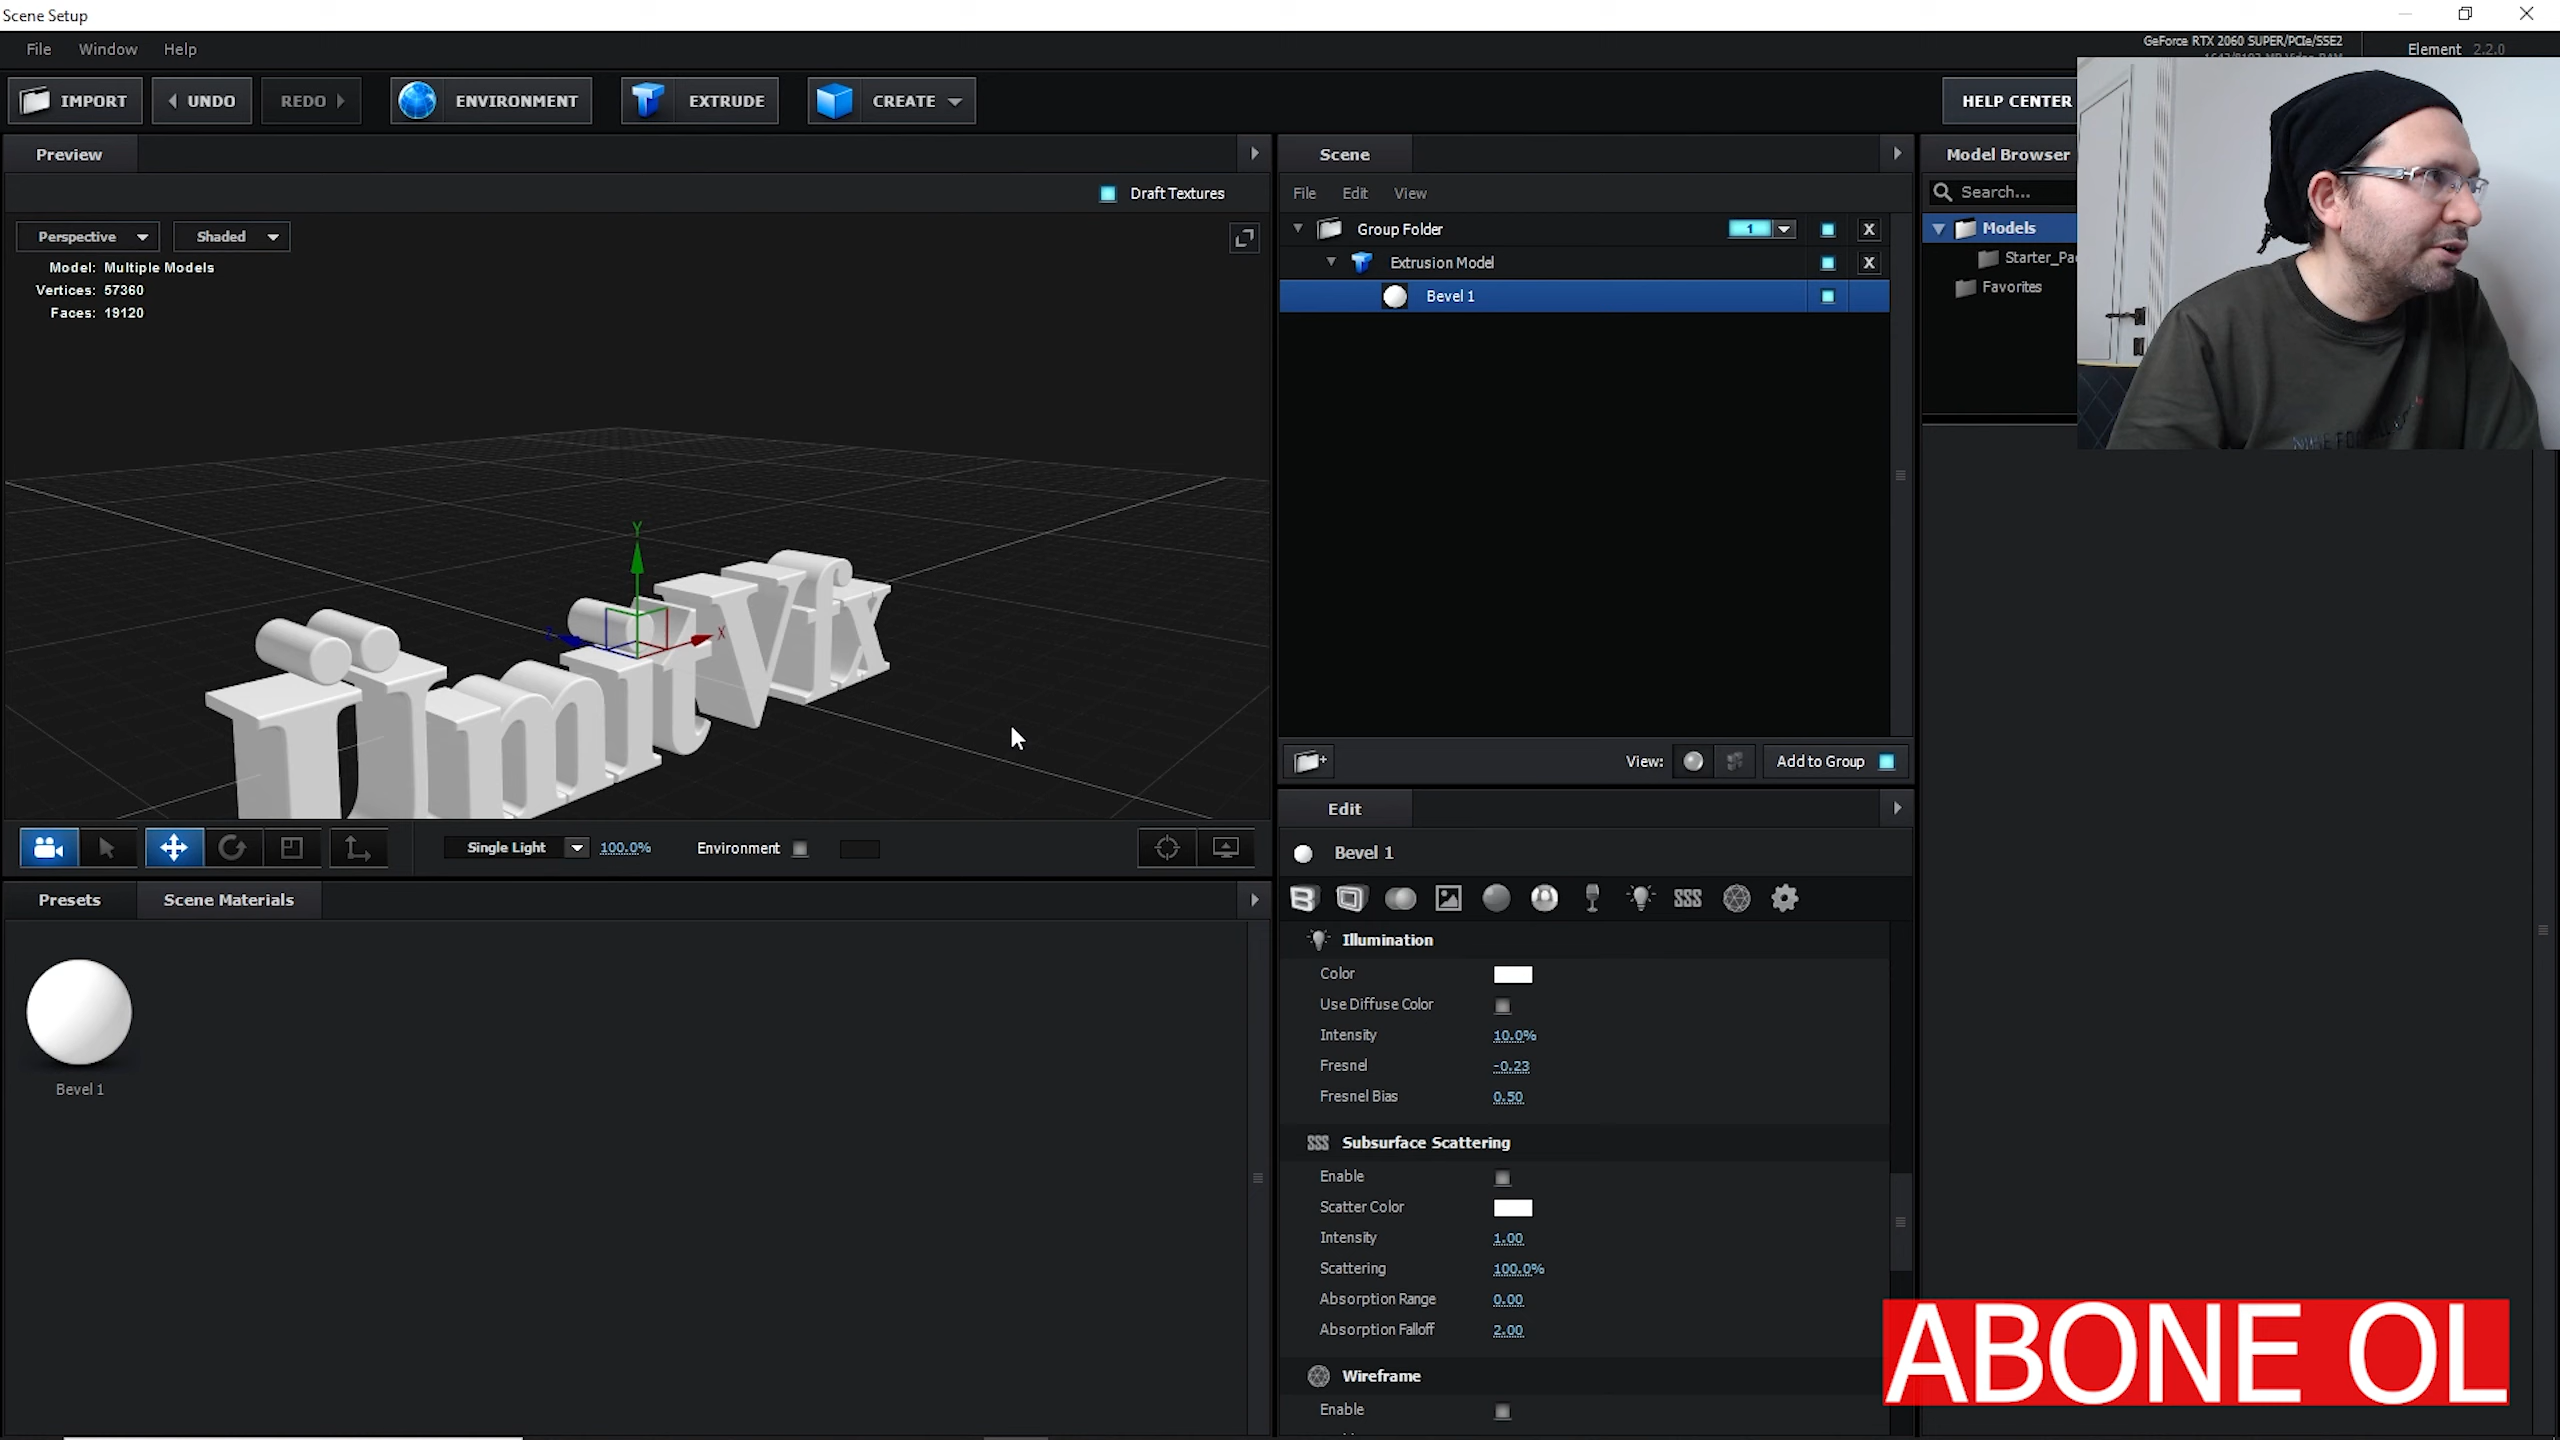 Scene Setup
File Window Help
GeForce RTX 2060 SUPER/PCIe/SSE2
Element 2.2.0
IMPORT UNDO REDO ENVIRONMENT EXTRUDE CREATE HELP CENTER
Preview
Draft Textures
Perspective Shaded
Model: Multiple Models
Vertices: 57360
Faces: 19120
Y
Z
X
ÜmitVfx
Single Light 100.0% Environment
Presets Scene Materials
Bevel 1
Scene
File Edit View
Group Folder 1 X
Extrusion Model X
Bevel 1
View: Add to Group
Edit
Bevel 1
Illumination
Color
Use Diffuse Color
Intensity 10.0%
Fresnel -0.23
Fresnel Bias 0.50
SSS Subsurface Scattering
Enable
Scatter Color
Intensity 1.00
Scattering 100.0%
Absorption Range 0.00
Absorption Falloff 2.00
Wireframe
Enable
Model Browser
Search...
Models
Starter_Pa
Favorites
ABONE OL